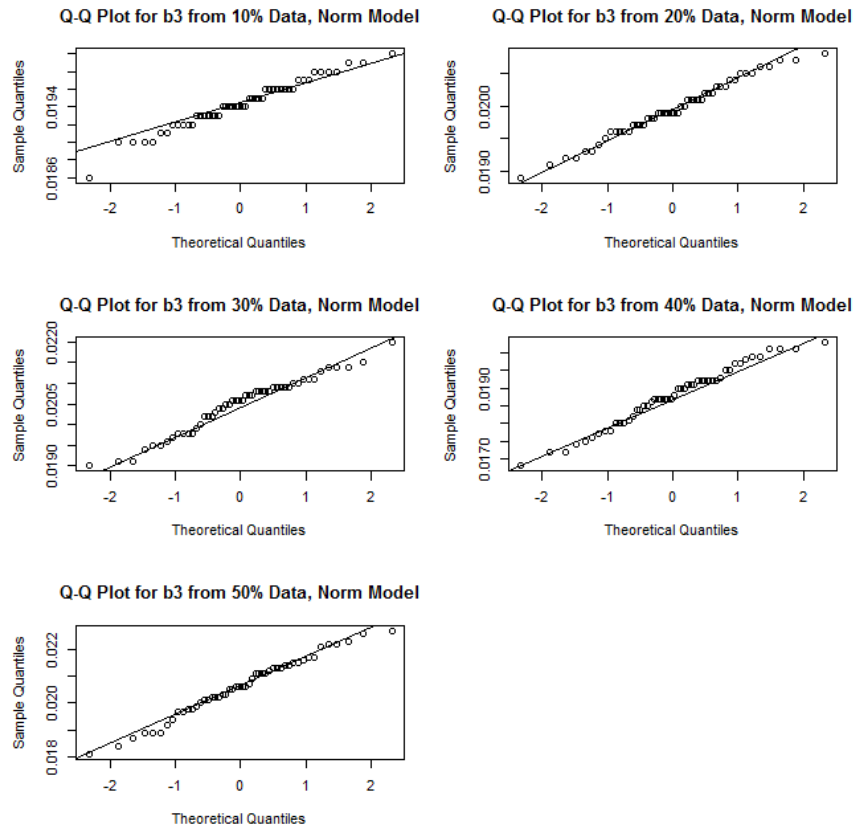 Q-Q Plot for b3 from 10% Data, Norm Model
Sample Quantiles
0.0194
0.0186
-2 -1 0 1 2
Theoretical Quantiles
Q-Q Plot for b3 from 20% Data, Norm Model
Sample Quantiles
0.0200
0.0190
-2 -1 0 1 2
Theoretical Quantiles
Q-Q Plot for b3 from 30% Data, Norm Model
Sample Quantiles
0.0220
0.0205
0.0190
-2 -1 0 1 2
Theoretical Quantiles
Q-Q Plot for b3 from 40% Data, Norm Model
Sample Quantiles
0.0190
0.0170
-2 -1 0 1 2
Theoretical Quantiles
Q-Q Plot for b3 from 50% Data, Norm Model
Sample Quantiles
0.022
0.020
0.018
-2 -1 0 1 2
Theoretical Quantiles